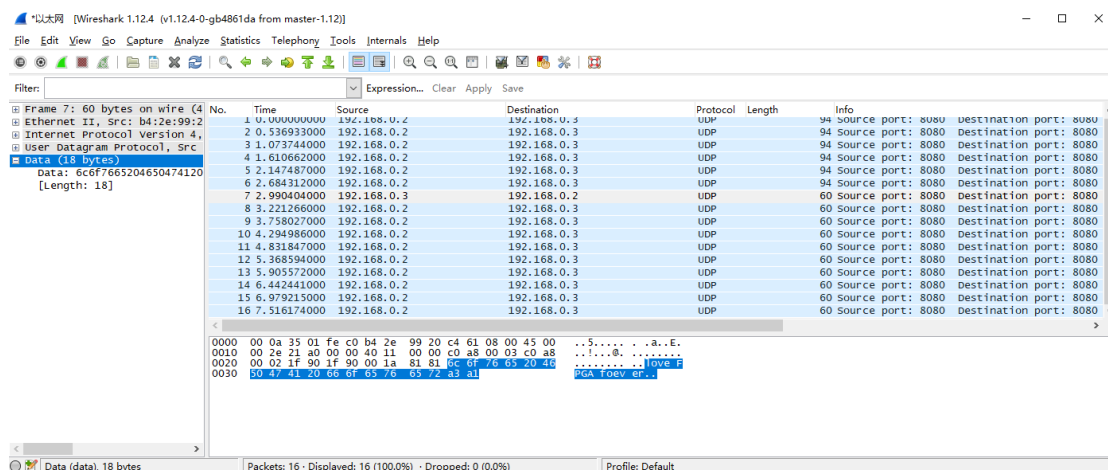 *以太网 [Wireshark 1.12.4 (v1.12.4-0-gb4861da from master-1.12)]
File Edit View Go Capture Analyze Statistics Telephony Tools Internals Help
Filter: Expression... Clear Apply Save
Frame 7: 60 bytes on wire (4
Ethernet II, Src: b4:2e:99:2
Internet Protocol Version 4,
User Datagram Protocol, Src
Data (18 bytes)
Data: 6c6f7665204650474120
[Length: 18]
No. Time Source Destination Protocol Length Info
1 0.000000000 192.168.0.2 192.168.0.3 UDP 94 Source port: 8080 Destination port: 8080
2 0.536933000 192.168.0.2 192.168.0.3 UDP 94 Source port: 8080 Destination port: 8080
3 1.073744000 192.168.0.2 192.168.0.3 UDP 94 Source port: 8080 Destination port: 8080
4 1.610662000 192.168.0.2 192.168.0.3 UDP 94 Source port: 8080 Destination port: 8080
5 2.147487000 192.168.0.2 192.168.0.3 UDP 94 Source port: 8080 Destination port: 8080
6 2.684312000 192.168.0.2 192.168.0.3 UDP 94 Source port: 8080 Destination port: 8080
7 2.990404000 192.168.0.3 192.168.0.2 UDP 60 Source port: 8080 Destination port: 8080
8 3.221266000 192.168.0.2 192.168.0.3 UDP 60 Source port: 8080 Destination port: 8080
9 3.758027000 192.168.0.2 192.168.0.3 UDP 60 Source port: 8080 Destination port: 8080
10 4.294986000 192.168.0.2 192.168.0.3 UDP 60 Source port: 8080 Destination port: 8080
11 4.831847000 192.168.0.2 192.168.0.3 UDP 60 Source port: 8080 Destination port: 8080
12 5.368594000 192.168.0.2 192.168.0.3 UDP 60 Source port: 8080 Destination port: 8080
13 5.905572000 192.168.0.2 192.168.0.3 UDP 60 Source port: 8080 Destination port: 8080
14 6.442441000 192.168.0.2 192.168.0.3 UDP 60 Source port: 8080 Destination port: 8080
15 6.979215000 192.168.0.2 192.168.0.3 UDP 60 Source port: 8080 Destination port: 8080
16 7.516174000 192.168.0.2 192.168.0.3 UDP 60 Source port: 8080 Destination port: 8080
0000 00 0a 35 01 fe c0 b4 2e 99 20 c4 61 08 00 45 00 ..5..... . .a..E.
0010 00 2e 21 a0 00 00 40 11 00 00 c0 a8 00 03 c0 a8 ..!...@. ........
0020 00 02 1f 90 1f 90 00 1a 81 81 6c 6f 76 65 20 46 ........ ..love F
0030 50 47 41 20 66 6f 65 76 65 72 a3 a1 PGA foev er..
Data (data), 18 bytes Packets: 16 · Displayed: 16 (100.0%) · Dropped: 0 (0.0%) Profile: Default